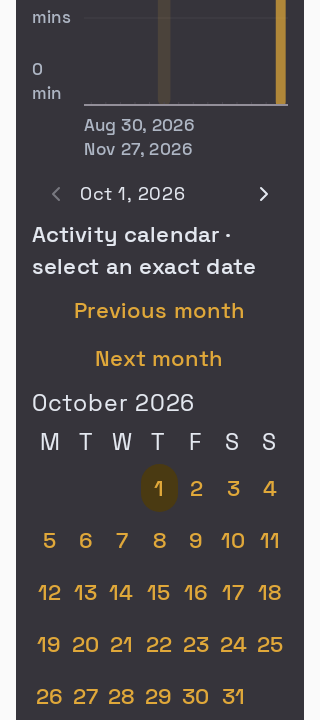 mins
0
min
Aug 30, 2026
Nov 27, 2026
Oct 1, 2026
Activity calendar ·
select an exact date
Previous month
Next month
October 2026
M T W T F S S
1 2 3 4
5 6 7 8 9 10 11
12 13 14 15 16 17 18
19 20 21 22 23 24 25
26 27 28 29 30 31